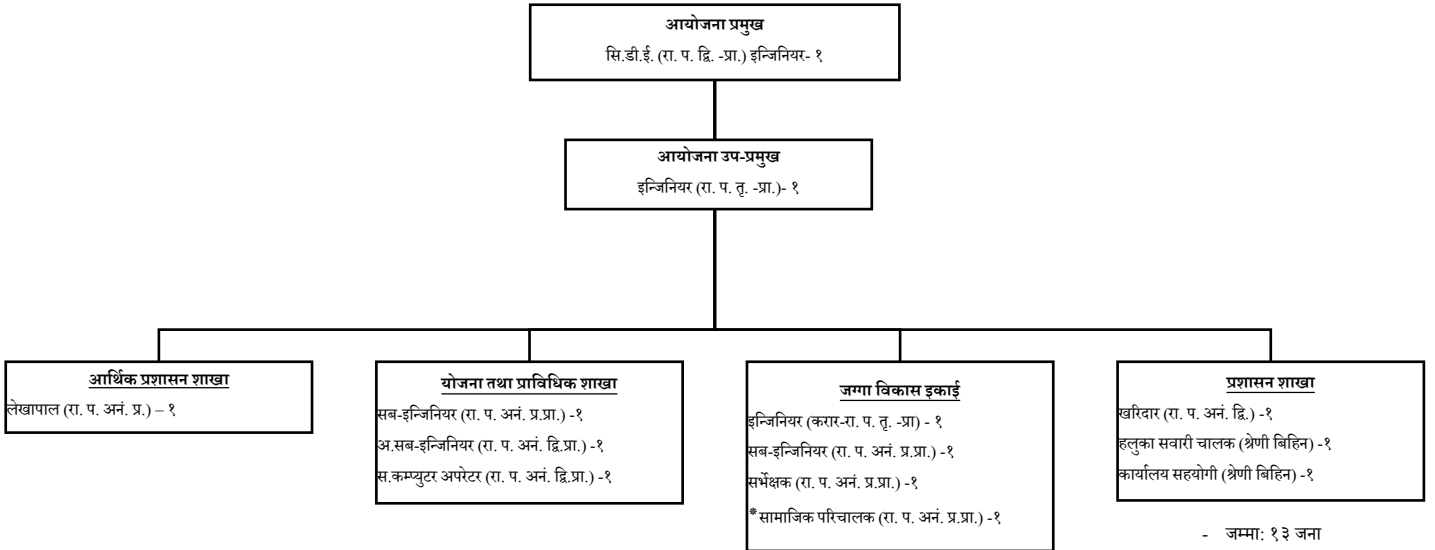 आयोजना प्रमुख
सि.डी.ई. (रा. प. द्वि. -प्रा.) इन्जिनियर- १
आयोजना उप-प्रमुख
इन्जिनियर (रा. प. तृ. -प्रा.)- १
आर्थिक प्रशासन शाखा
लेखापाल (रा. प. अनं. प्र.) – १
योजना तथा प्राविधिक शाखा
सब-इन्जिनियर (रा. प. अनं. प्र.प्रा.) -१
अ.सब-इन्जिनियर (रा. प. अनं. द्वि.प्रा.) -१
स.कम्प्युटर अपरेटर (रा. प. अनं. द्वि.प्रा.) -१
जग्गा विकास इकाई
इन्जिनियर (करार-रा. प. तृ. -प्रा) - १
सब-इन्जिनियर (रा. प. अनं. प्र.प्रा.) -१
सर्भेक्षक (रा. प. अनं. प्र.प्रा.) -१
*सामाजिक परिचालक (रा. प. अनं. प्र.प्रा.) -१
प्रशासन शाखा
खरिदार (रा. प. अनं. द्वि.) -१
हलुका सवारी चालक (श्रेणी बिहिन) -१
कार्यालय सहयोगी (श्रेणी बिहिन) -१
- जम्मा: १३ जना